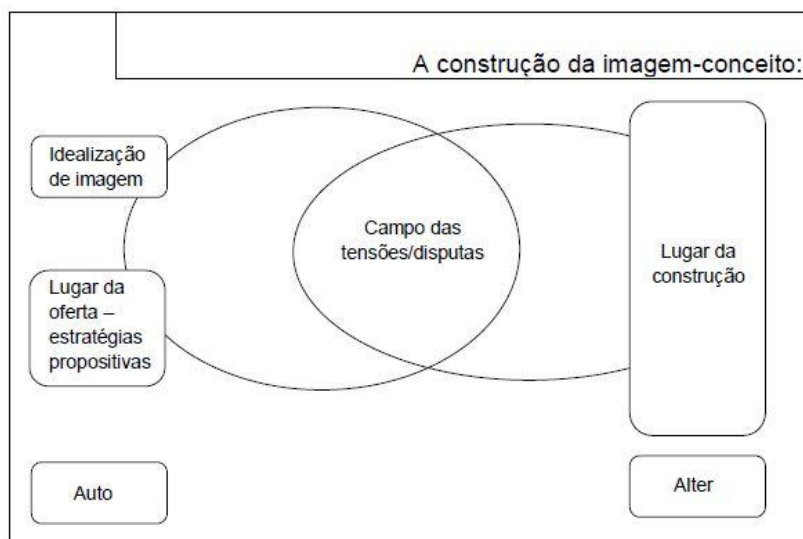 A construção da imagem-conceito:
Idealização
de imagem
Lugar da
oferta –
estratégias
propositivas
Campo das
tensões/disputas
Lugar da
construção
Auto
Alter